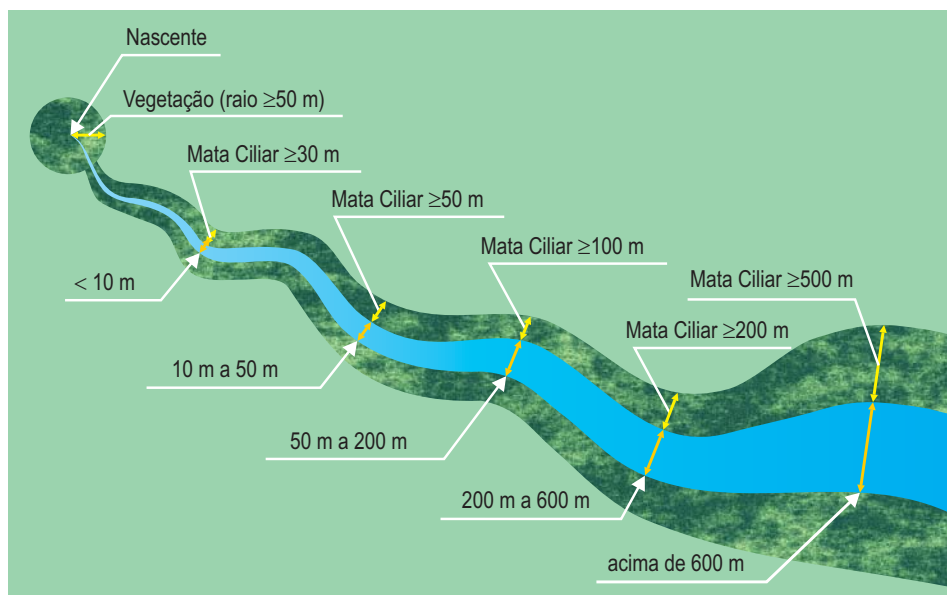 Nascente
Vegetação (raio ≥50 m)
Mata Ciliar ≥30 m
Mata Ciliar ≥50 m
Mata Ciliar ≥100 m
Mata Ciliar ≥500 m
Mata Ciliar ≥200 m
< 10 m
10 m a 50 m
50 m a 200 m
200 m a 600 m
acima de 600 m